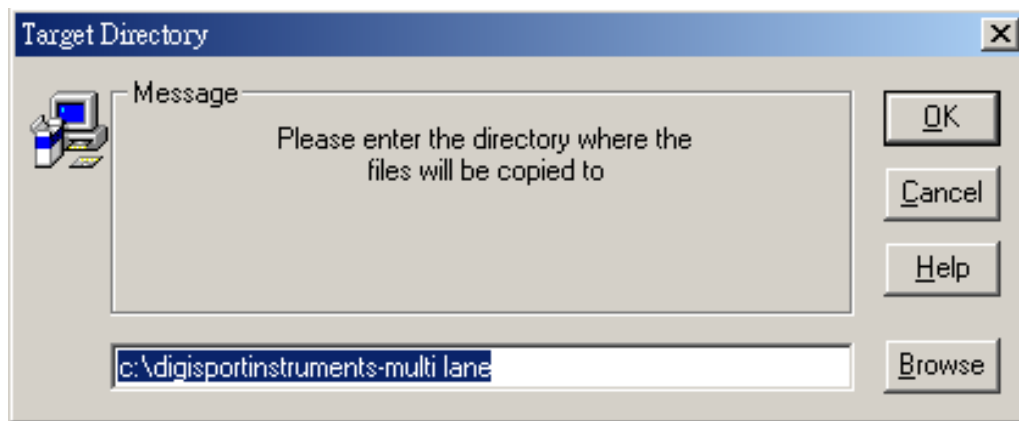 Target Directory
Message
Please enter the directory where the
files will be copied to
c:\digisportinstruments-multi lane
OK
Cancel
Help
Browse